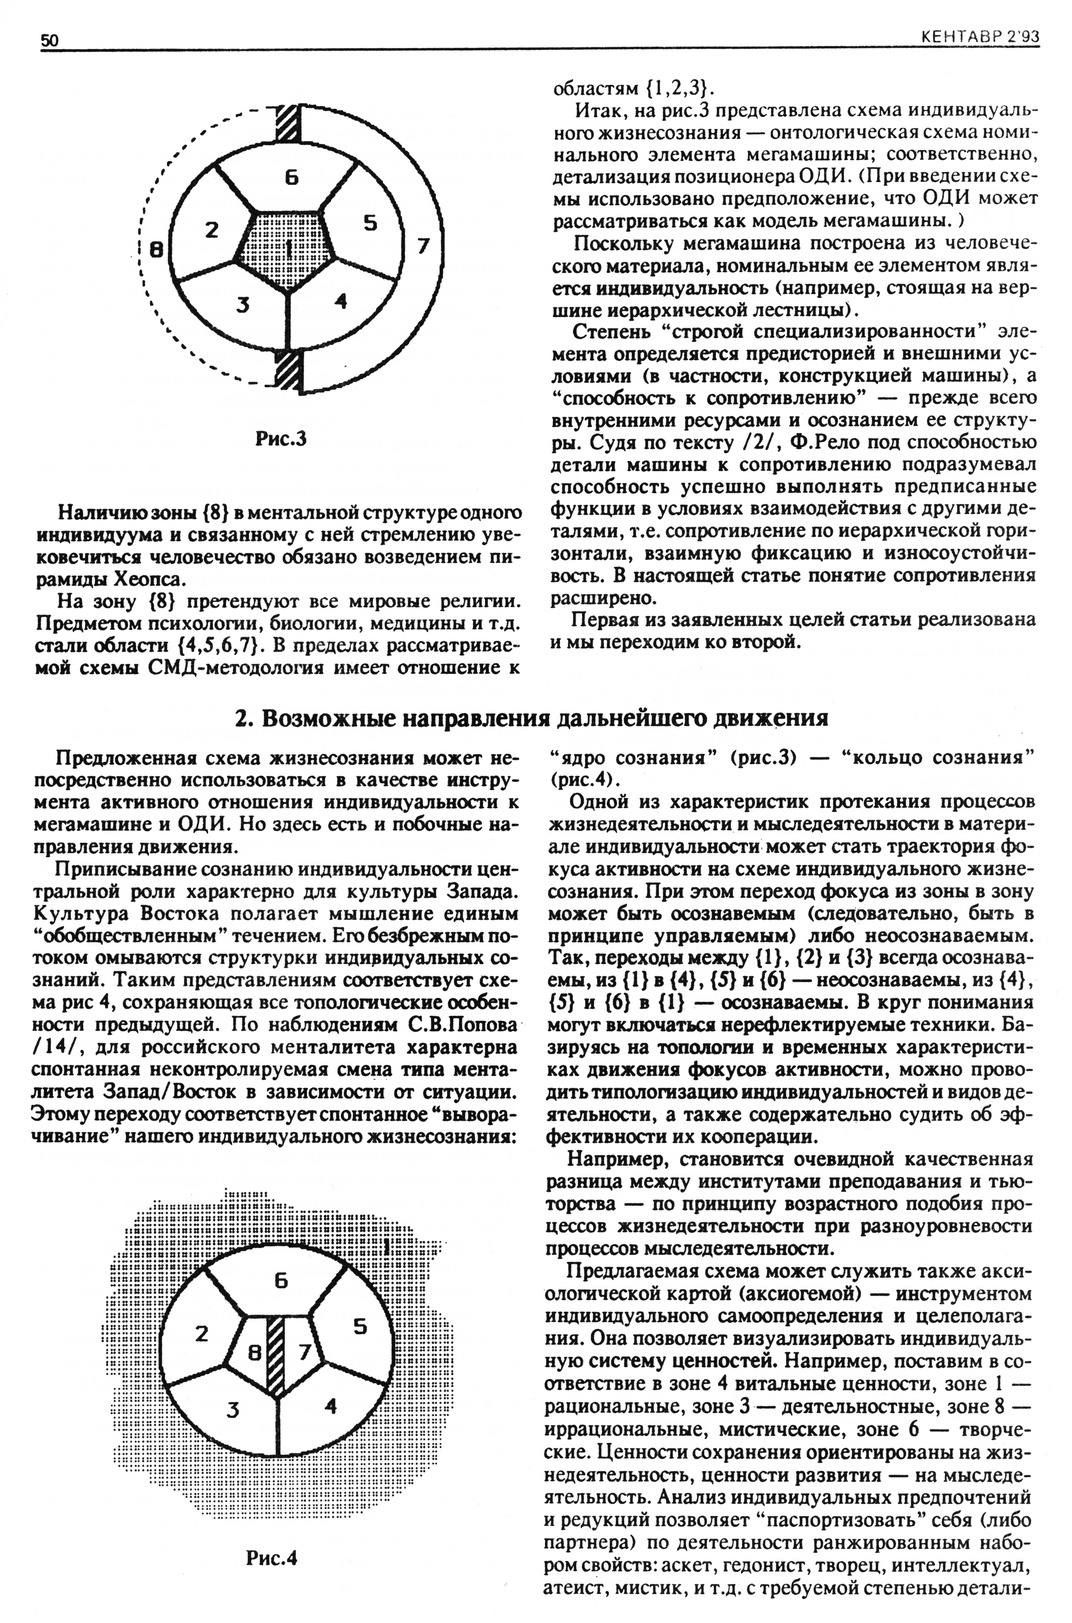 50
КЕНТАВР 2'93
6
2
5
1
8
7
3
4
Рис.3
Наличию зоны {8} в ментальной структуре одного
индивидуума и связанному с ней стремлению уве-
ковечиться человечество обязано возведением пи-
рамиды Хеопса.
На зону {8} претендуют все мировые религии.
Предметом психологии, биологии, медицины и т.д.
стали области {4,5,6,7}. В пределах рассматривае-
мой схемы СМД-методология имеет отношение к
областям {1,2,3}.
Итак, на рис.3 представлена схема индивидуаль-
ного жизнесознания — онтологическая схема номи-
нального элемента мегамашины; соответственно,
детализация позиционера ОДИ. (При введении схе-
мы использовано предположение, что ОДИ может
рассматриваться как модель мегамашины. )
Поскольку мегамашина построена из человече-
ского материала, номинальным ее элементом явля-
ется индивидуальность (например, стоящая на вер-
шине иерархической лестницы).
Степень “строгой специализированности” эле-
мента определяется предисторией и внешними ус-
ловиями (в частности, конструкцией машины), а
“способность к сопротивлению” — прежде всего
внутренними ресурсами и осознанием ее структу-
ры. Судя по тексту /2/, Ф.Рело под способностью
детали машины к сопротивлению подразумевал
способность успешно выполнять предписанные
функции в условиях взаимодействия с другими де-
талями, т.е. сопротивление по иерархической гори-
зонтали, взаимную фиксацию и износоустойчи-
вость. В настоящей статье понятие сопротивления
расширено.
Первая из заявленных целей статьи реализована
и мы переходим ко второй.
2. Возможные направления дальнейшего движения
Предложенная схема жизнесознания может не-
посредственно использоваться в качестве инстру-
мента активного отношения индивидуальности к
мегамашине и ОДИ. Но здесь есть и побочные на-
правления движения.
Приписывание сознанию индивидуальности цен-
тральной роли характерно для культуры Запада.
Культура Востока полагает мышление единым
“обобществленным” течением. Его безбрежным по-
током омываются структурки индивидуальных со-
знаний. Таким представлениям соответствует схе-
ма рис 4, сохраняющая все топологические особен-
ности предыдущей. По наблюдениям С.В.Попова
/14/, для российского менталитета характерна
спонтанная неконтролируемая смена типа мента-
литета Запад/Восток в зависимости от ситуации.
Этому переходу соответствует спонтанное “вывора-
чивание” нашего индивидуального жизнесознания:
1
6
2
5
8
7
3
4
Рис.4
“ядро сознания” (рис.3) — “кольцо сознания”
(рис.4).
Одной из характеристик протекания процессов
жизнедеятельности и мыследеятельности в матери-
але индивидуальности может стать траектория фо-
куса активности на схеме индивидуального жизне-
сознания. При этом переход фокуса из зоны в зону
может быть осознавемым (следовательно, быть в
принципе управляемым) либо неосознаваемым.
Так, переходы между {1}, {2} и {3} всегда осознава-
емы, из {1} в {4}, {5} и {6} — неосознаваемы, из {4},
{5} и {6} в {1} — осознаваемы. В круг понимания
могут включаться нерефлектируемые техники. Ба-
зируясь на топологии и временных характеристи-
ках движения фокусов активности, можно прово-
дить типологизацию индивидуальностей и видов де-
ятельности, а также содержательно судить об эф-
фективности их кооперации.
Например, становится очевидной качественная
разница между институтами преподавания и тью-
торства — по принципу возрастного подобия про-
цессов жизнедеятельности при разноуровневости
процессов мыследеятельности.
Предлагаемая схема может служить также акси-
ологической картой (аксиогемой) — инструментом
индивидуального самоопределения и целеполага-
ния. Она позволяет визуализировать индивидуаль-
ную систему ценностей. Например, поставим в со-
ответствие в зоне 4 витальные ценности, зоне 1 —
рациональные, зоне 3 — деятельностные, зоне 8 —
иррациональные, мистические, зоне 6 — творче-
ские. Ценности сохранения ориентированы на жиз-
недеятельность, ценности развития — на мыследе-
ятельность. Анализ индивидуальных предпочтений
и редукций позволяет “паспортизовать” себя (либо
партнера) по деятельности ранжированным набо-
ром свойств: аскет, гедонист, творец, интеллектуал,
атеист, мистик, и т.д. с требуемой степенью детали-